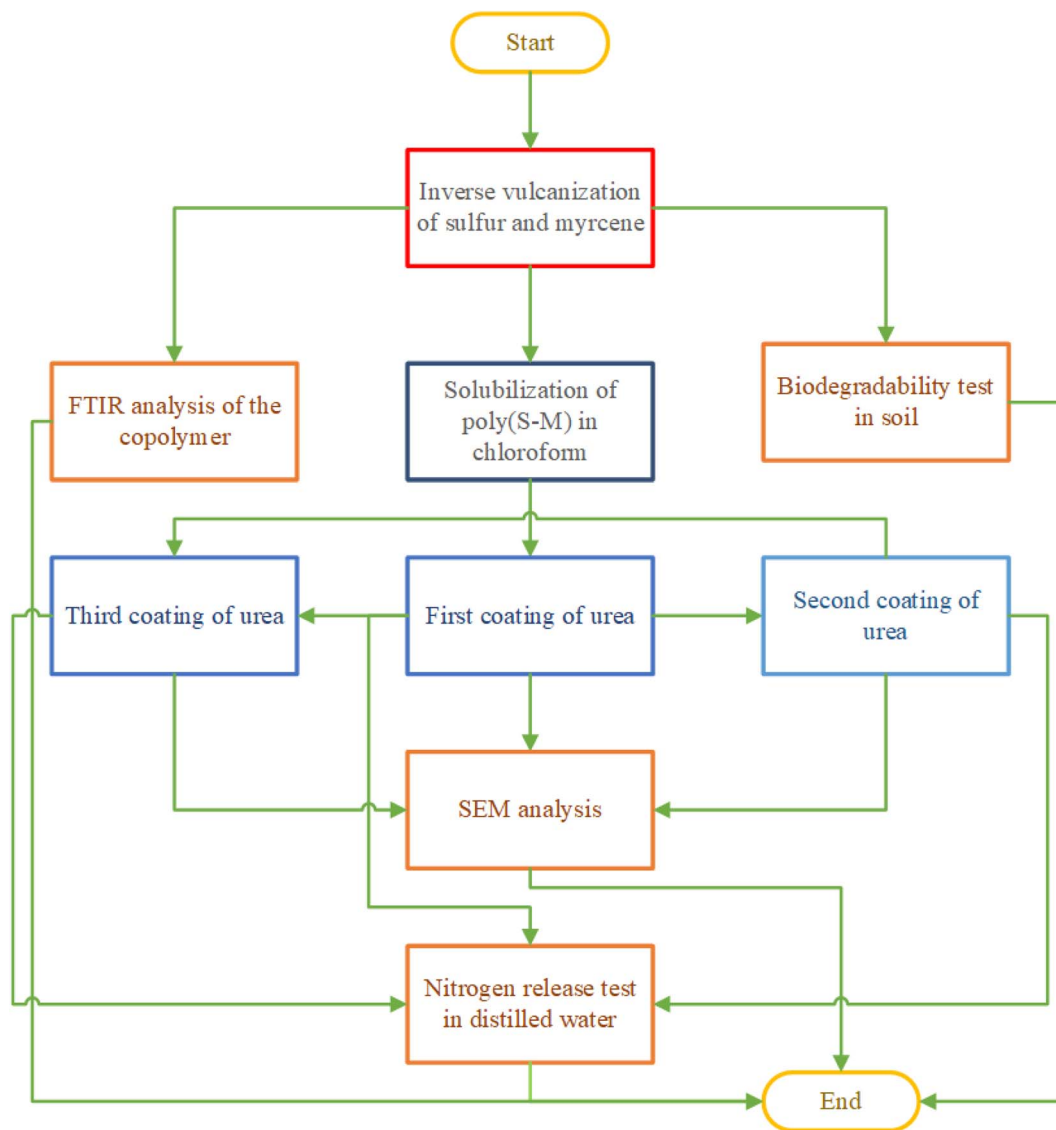 Start
Inverse vulcanization
of sulfur and myrcene
FTIR analysis of the
copolymer
Solubilization of
poly(S-M) in
chloroform
Biodegradability test
in soil
Third coating of urea
First coating of urea
Second coating of
urea
SEM analysis
Nitrogen release test
in distilled water
End